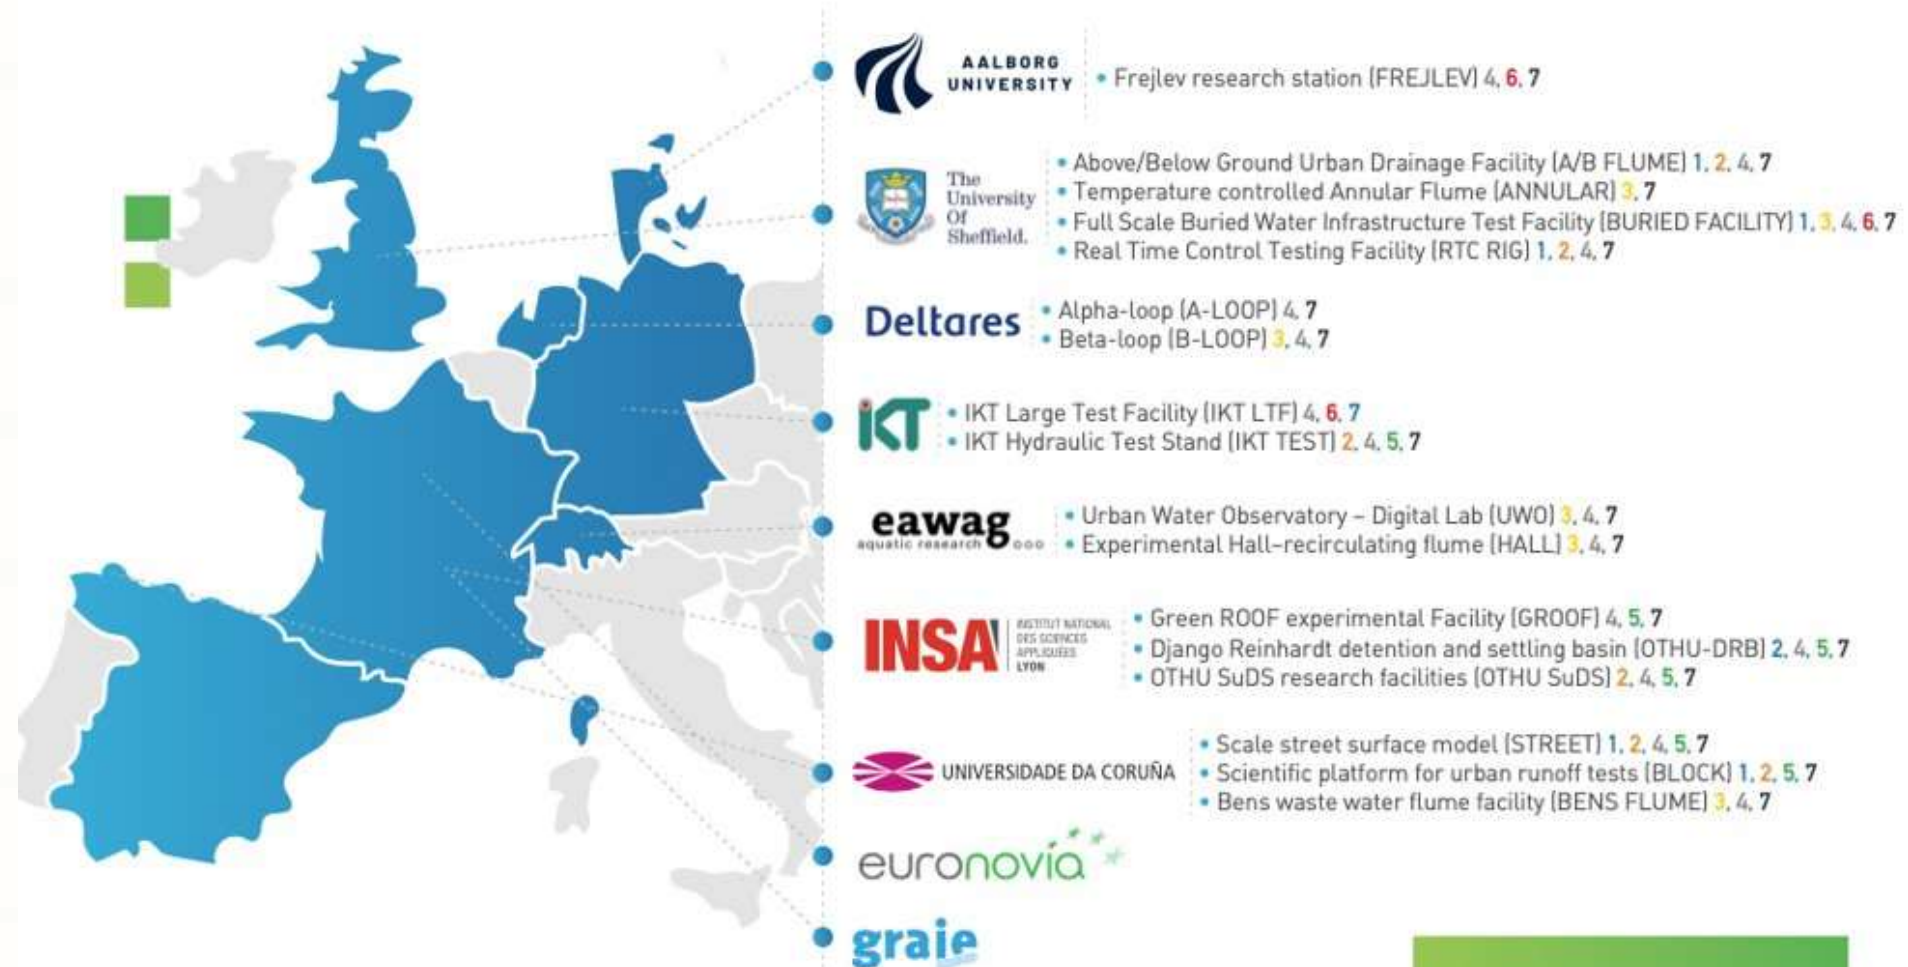 AALBORG
UNIVERSITY
• Frejlev research station (FREJLEV) 4, 6, 7
The
University
Of
Sheffield.
• Above/Below Ground Urban Drainage Facility (A/B FLUME) 1, 2, 4, 7
• Temperature controlled Annular Flume (ANNULAR) 3, 7
• Full Scale Buried Water Infrastructure Test Facility (BURIED FACILITY) 1, 3, 4, 6, 7
• Real Time Control Testing Facility (RTC RIG) 1, 2, 4, 7
Deltares
• Alpha-loop (A-LOOP) 4, 7
• Beta-loop (B-LOOP) 3, 4, 7
iKT
• IKT Large Test Facility (IKT LTF) 4, 6, 7
• IKT Hydraulic Test Stand (IKT TEST) 2, 4, 5, 7
eawag
aquatic research
• Urban Water Observatory – Digital Lab (UWO) 3, 4, 7
• Experimental Hall–recirculating flume (HALL) 3, 4, 7
INSA
INSTITUT NATIONAL
DES SCIENCES
APPLIQUÉES
LYON
• Green ROOF experimental Facility (GROOF) 4, 5, 7
• Django Reinhardt detention and settling basin (OTHU-DRB) 2, 4, 5, 7
• OTHU SuDS research facilities (OTHU SuDS) 2, 4, 5, 7
UNIVERSIDADE DA CORUÑA
• Scale street surface model (STREET) 1, 2, 4, 5, 7
• Scientific platform for urban runoff tests (BLOCK) 1, 2, 5, 7
• Bens waste water flume facility (BENS FLUME) 3, 4, 7
euronovia
graie